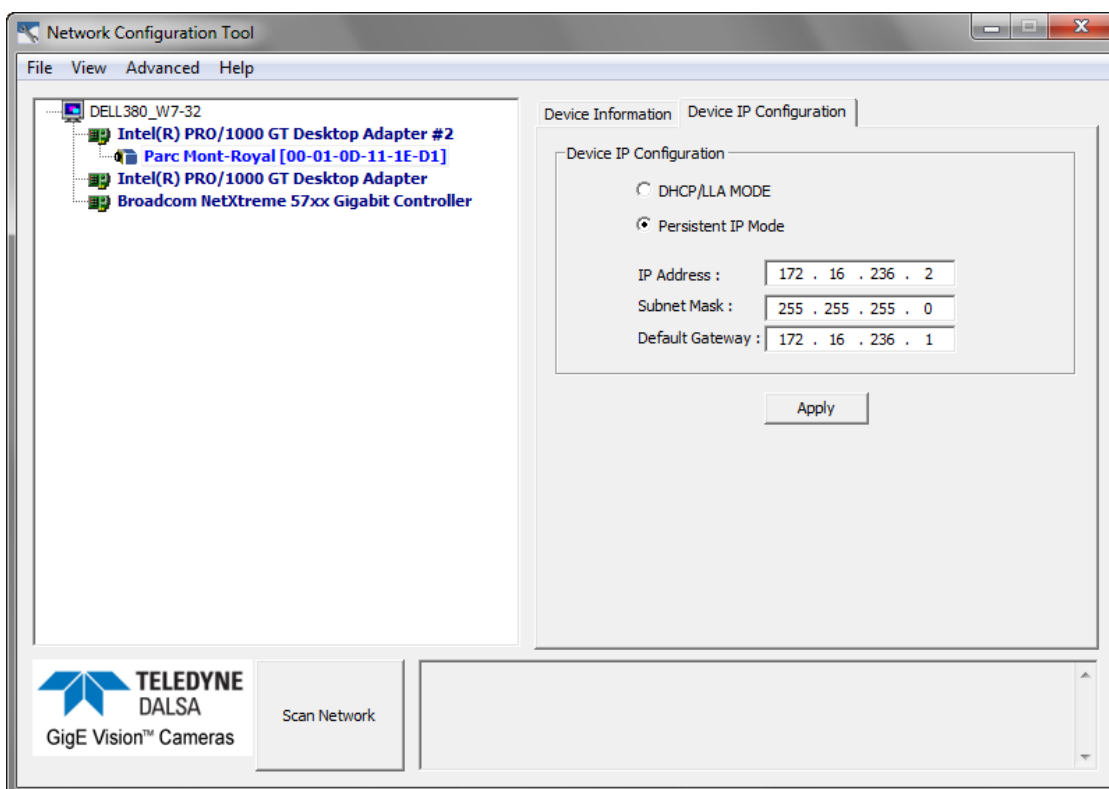 Network Configuration Tool
File View Advanced Help
DELL380_W7-32
Intel(R) PRO/1000 GT Desktop Adapter #2
Parc Mont-Royal [00-01-0D-11-1E-D1]
Intel(R) PRO/1000 GT Desktop Adapter
Broadcom NetXtreme 57xx Gigabit Controller
Device Information Device IP Configuration
Device IP Configuration
DHCP/LLA MODE
Persistent IP Mode
IP Address : 172 . 16 . 236 . 2
Subnet Mask : 255 . 255 . 255 . 0
Default Gateway : 172 . 16 . 236 . 1
Apply
TELEDYNE
DALSA
GigE Vision™ Cameras
Scan Network